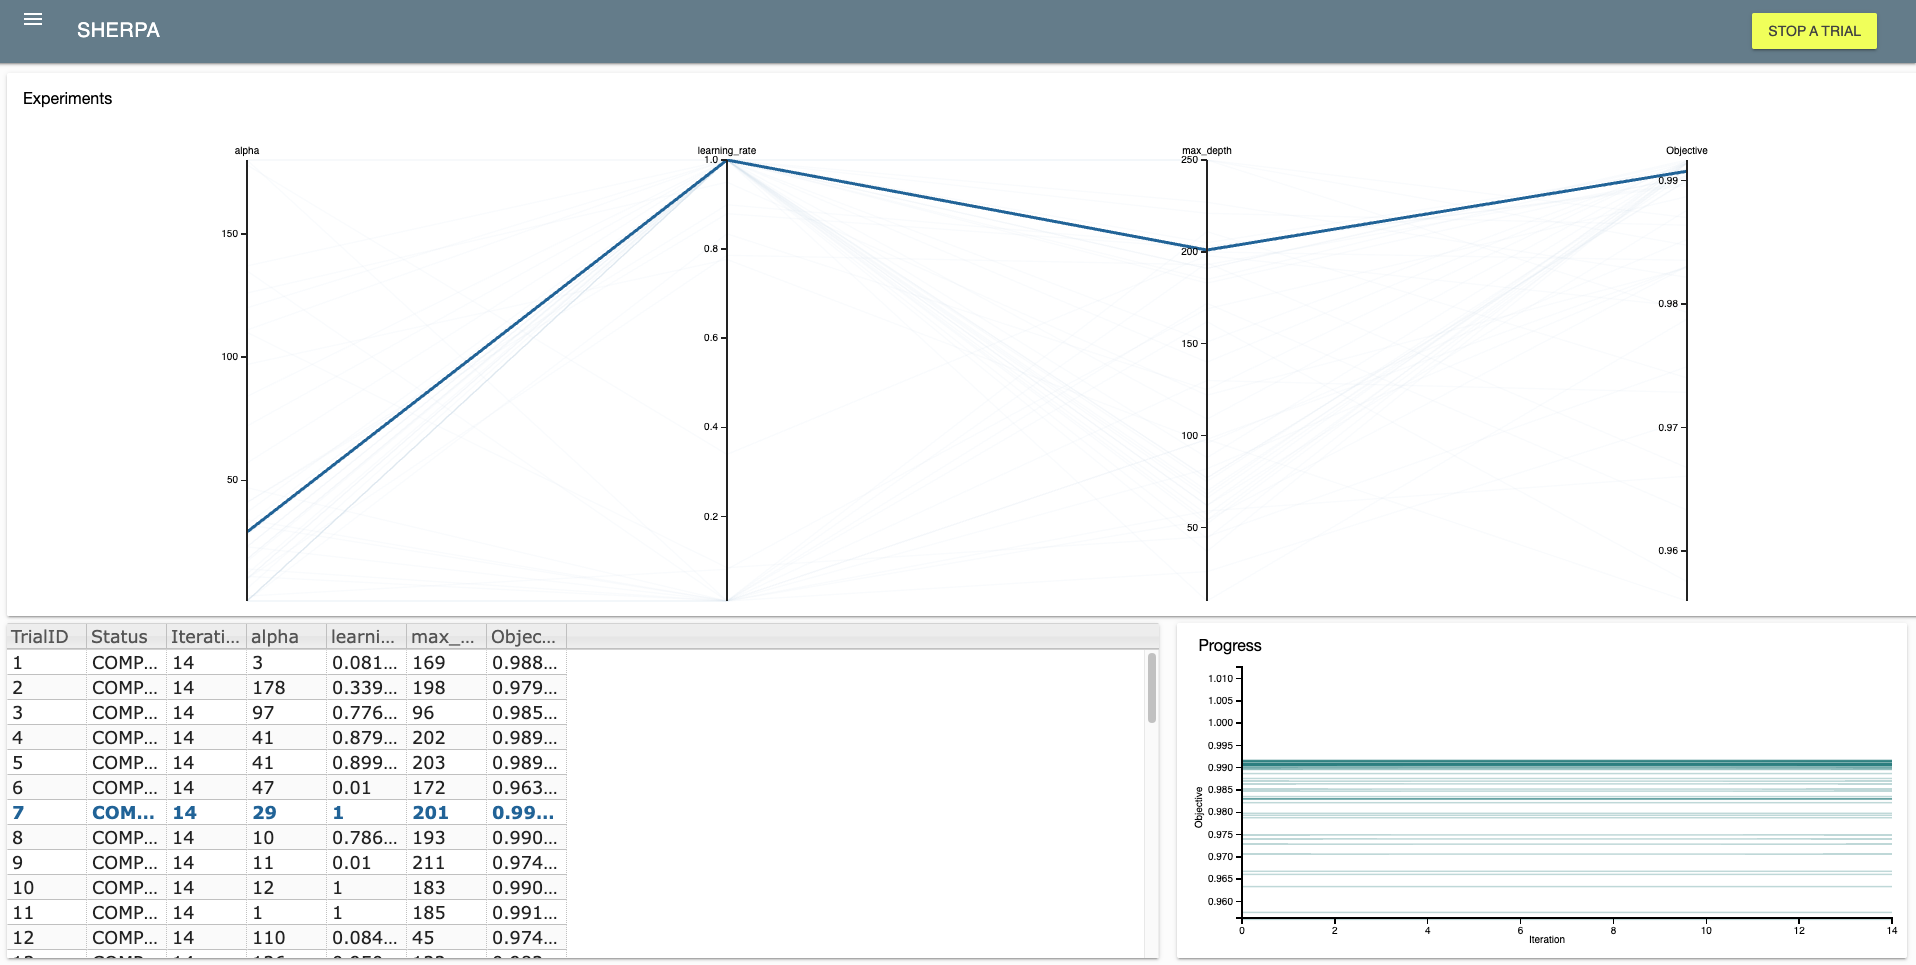 SHERPA
STOP A TRIAL
Experiments
alpha learning_rate max_depth Objective
1.0 250
0.99
150 0.8 200
0.98
100 0.6 150
0.4 100 0.97
50
0.2 50
0.96
TrialID Status Iterati... alpha learni... max_... Objec...
1 COMP... 14 3 0.081... 169 0.988...
2 COMP... 14 178 0.339... 198 0.979...
3 COMP... 14 97 0.776... 96 0.985...
4 COMP... 14 41 0.879... 202 0.989...
5 COMP... 14 41 0.899... 203 0.989...
6 COMP... 14 47 0.01 172 0.963...
7 COM... 14 29 1 201 0.99...
8 COMP... 14 10 0.786... 193 0.990...
9 COMP... 14 11 0.01 211 0.974...
10 COMP... 14 12 1 183 0.990...
11 COMP... 14 1 1 185 0.991...
12 COMP... 14 110 0.084... 45 0.974...
Progress
1.010
1.005
1.000
0.995
0.990
0.985
0.980
0.975
0.970
0.965
0.960
Objective
0 2 4 6 8 10 12 14
Iteration